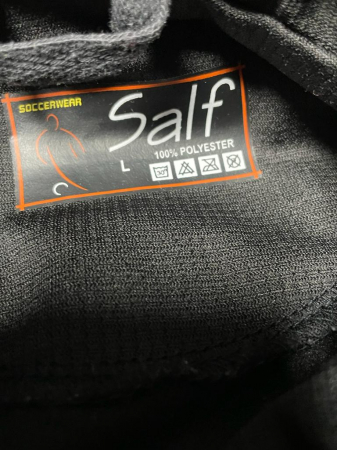 SOCCERWEAR
Salf
L
100% POLYESTER